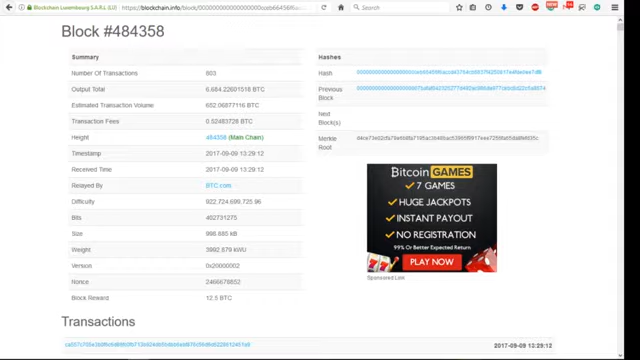 Blockchain Luxembourg S.A.R.L. (LU)
https://blockchain.info/block/
Search
Block #484358
Summary
Number Of Transactions 803
Output Total 6,684.22601518 BTC
Estimated Transaction Volume 652.06877116 BTC
Transaction Fees 0.52483728 BTC
Height 484358 (Main Chain)
Timestamp 2017-09-09 13:29:12
Received Time 2017-09-09 13:29:12
Relayed By BTC.com
Difficulty 922,724,699,725.96
Bits 402731275
Size 998.685 kB
Weight 3992.679 kWU
Version 0x20000002
Nonce 2466678852
Block Reward 12.5 BTC
Hashes
Hash
Previous
Block
Next
Block(s)
Merkle
Root
Bitcoin GAMES
7 GAMES
HUGE JACKPOTS
INSTANT PAYOUT
NO REGISTRATION
99% Or Better Expected Return
PLAY NOW
Sponsored Link
Transactions
2017-09-09 13:29:12